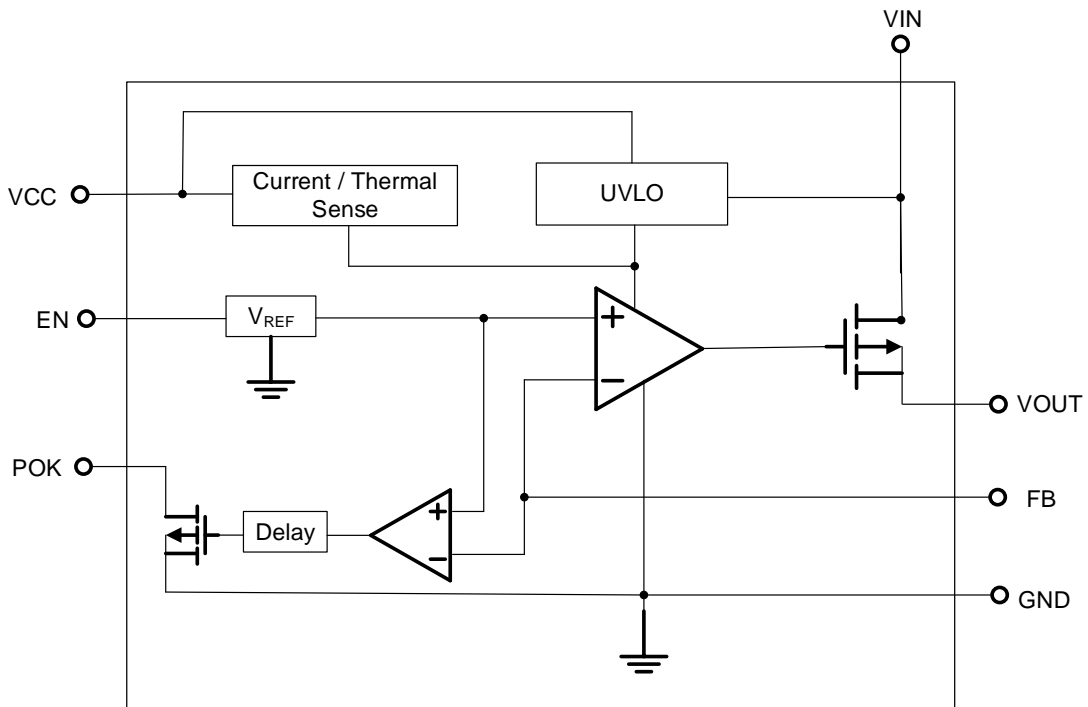 VIN
VCC
Current / Thermal
Sense
UVLO
EN
VREF
+
−
VOUT
POK
Delay
+
−
FB
GND